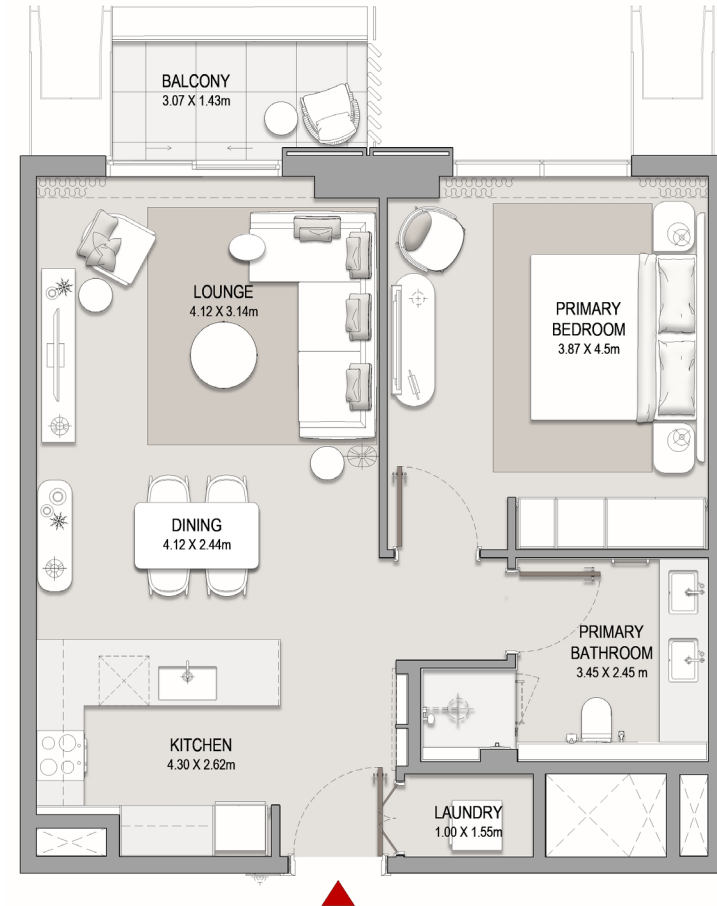 BALCONY
3.07 X 1.43m
LOUNGE
4.12 X 3.14m
PRIMARY
BEDROOM
3.87 X 4.5m
DINING
4.12 X 2.44m
PRIMARY
BATHROOM
3.45 X 2.45 m
KITCHEN
4.30 X 2.62m
LAUNDRY
1.00 X 1.55m